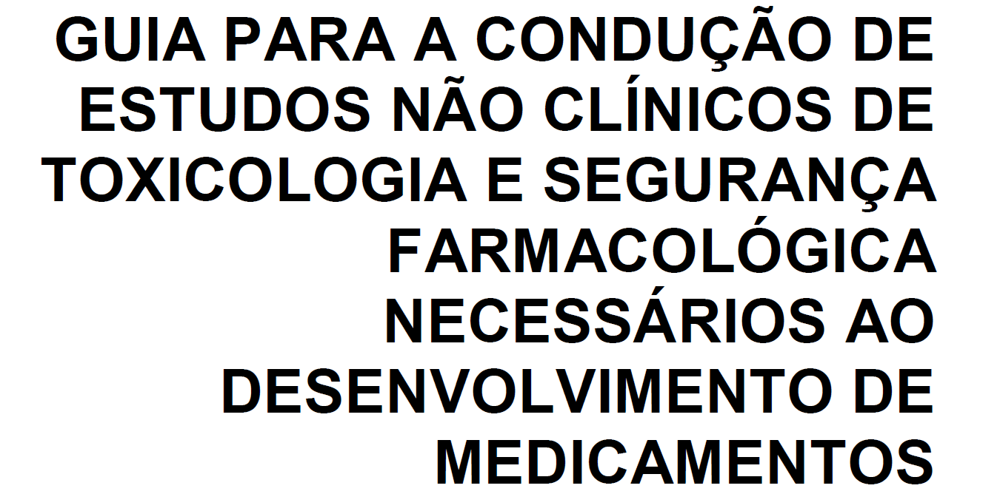 GUIA PARA A CONDUÇÃO DE
ESTUDOS NÃO CLÍNICOS DE
TOXICOLOGIA E SEGURANÇA
FARMACOLÓGICA
NECESSÁRIOS AO
DESENVOLVIMENTO DE
MEDICAMENTOS